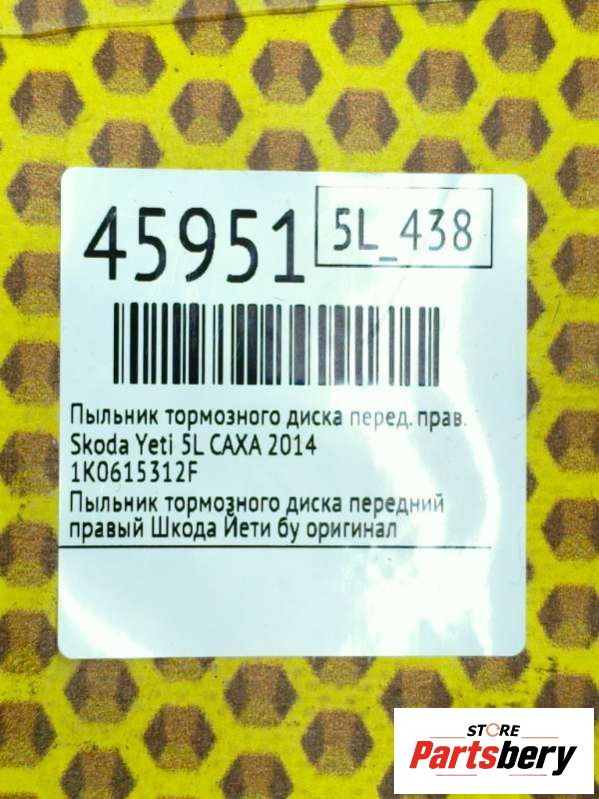 45951
5L_438
Пыльник тормозного диска перед. прав.
Skoda Yeti 5L CAXA 2014
1K0615312F
Пыльник тормозного диска передний
правый Шкода Йети бу оригинал
STORE
Partsbery